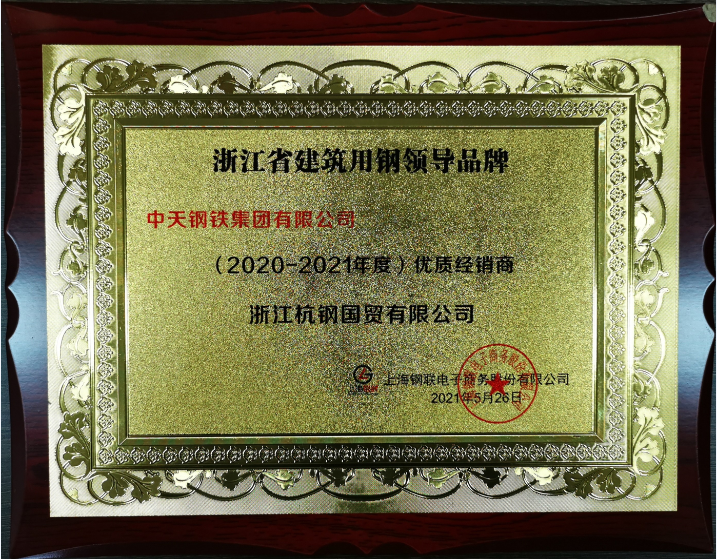 浙江省建筑用钢领导品牌
中天钢铁集团有限公司
（2020-2021年度）优质经销商
浙江杭钢国贸有限公司
上海钢联电子商务股份有限公司
2021年5月26日